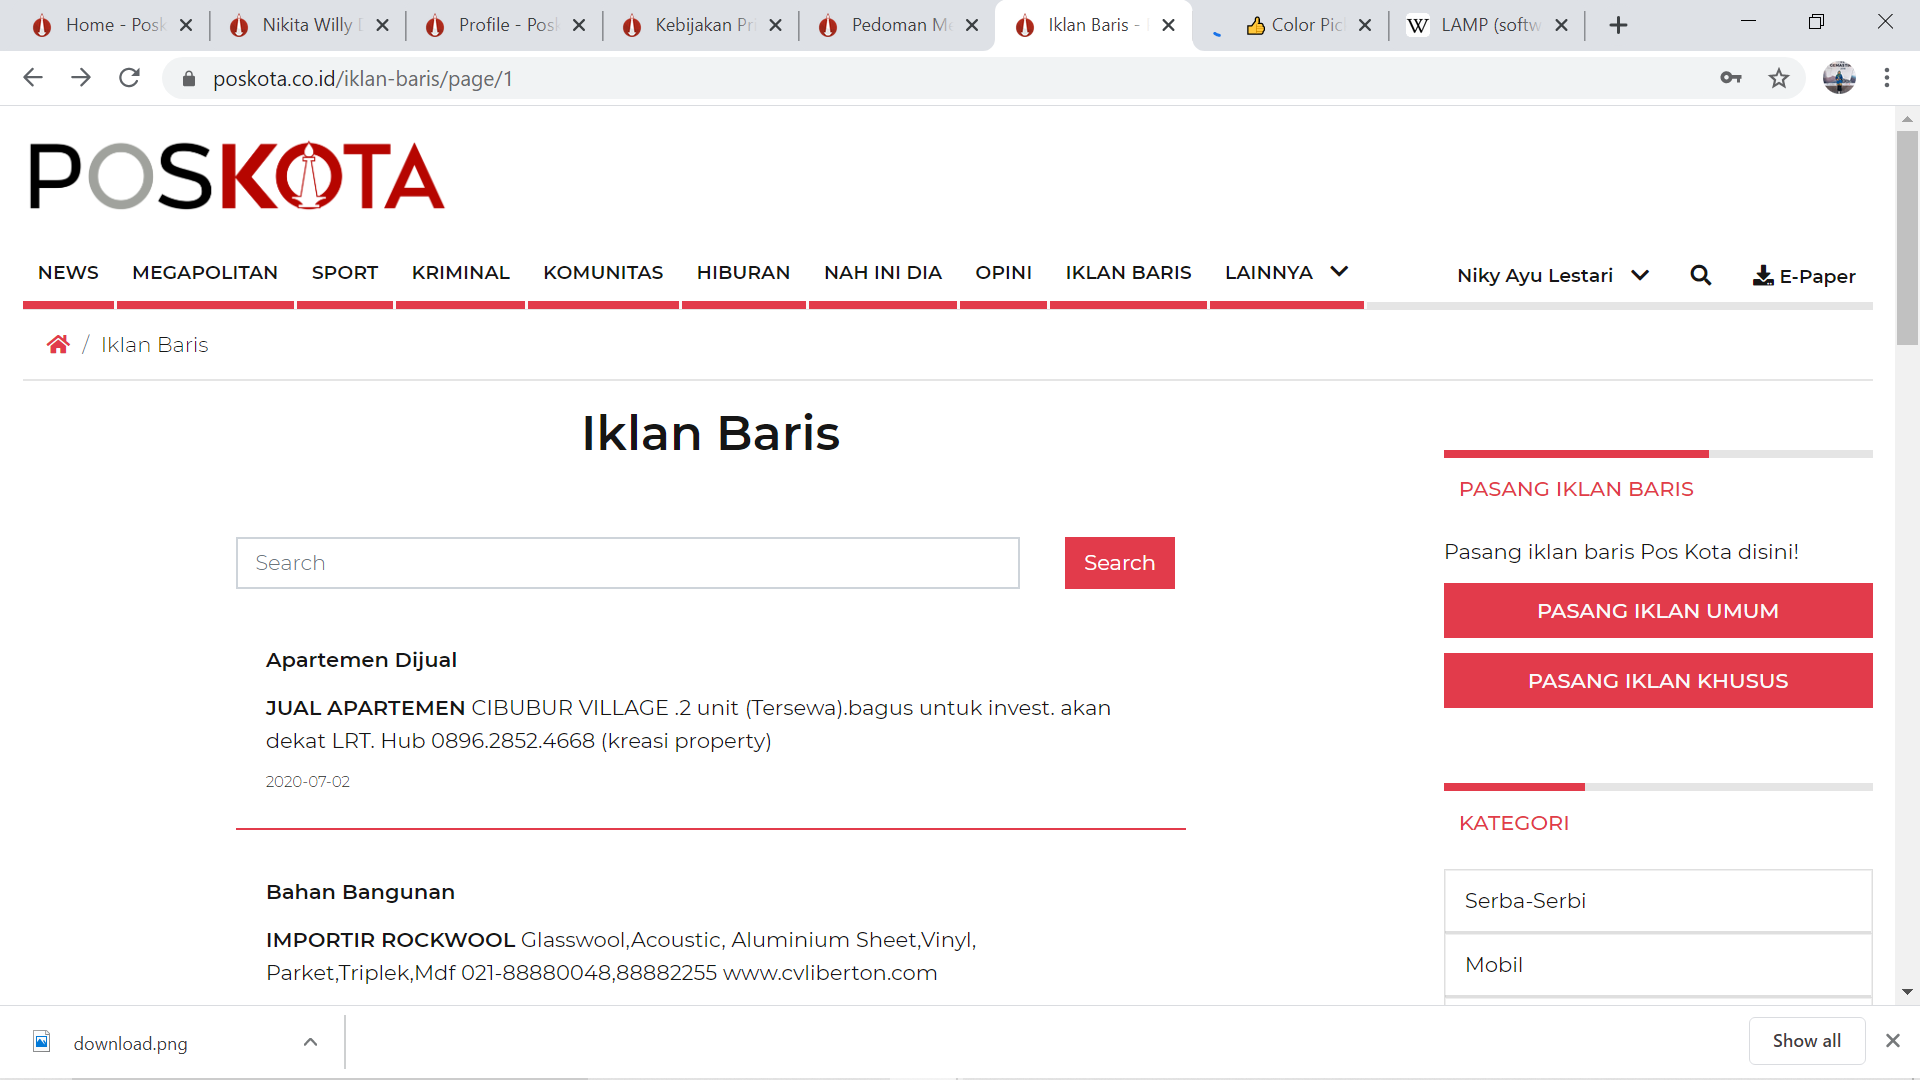 Home - Posk
Nikita Willy
Profile - Pos
Kebijakan Pri
Pedoman Me
Iklan Baris -
Color Pic
LAMP (softw
poskota.co.id/iklan-baris/page/1
POSKOTA
NEWS MEGAPOLITAN SPORT KRIMINAL KOMUNITAS HIBURAN NAH INI DIA OPINI IKLAN BARIS LAINNYA Niky Ayu Lestari E-Paper
/ Iklan Baris
Iklan Baris
Search Search
Apartemen Dijual
JUAL APARTEMEN CIBUBUR VILLAGE .2 unit (Tersewa).bagus untuk invest. akan
dekat LRT. Hub 0896.2852.4668 (kreasi property)
2020-07-02
Bahan Bangunan
IMPORTIR ROCKWOOL Glasswool,Acoustic, Aluminium Sheet,Vinyl,
Parket,Triplek,Mdf 021-88880048,88882255 www.cvliberton.com
PASANG IKLAN BARIS
Pasang iklan baris Pos Kota disini!
PASANG IKLAN UMUM
PASANG IKLAN KHUSUS
KATEGORI
Serba-Serbi
Mobil
download.png
Show all